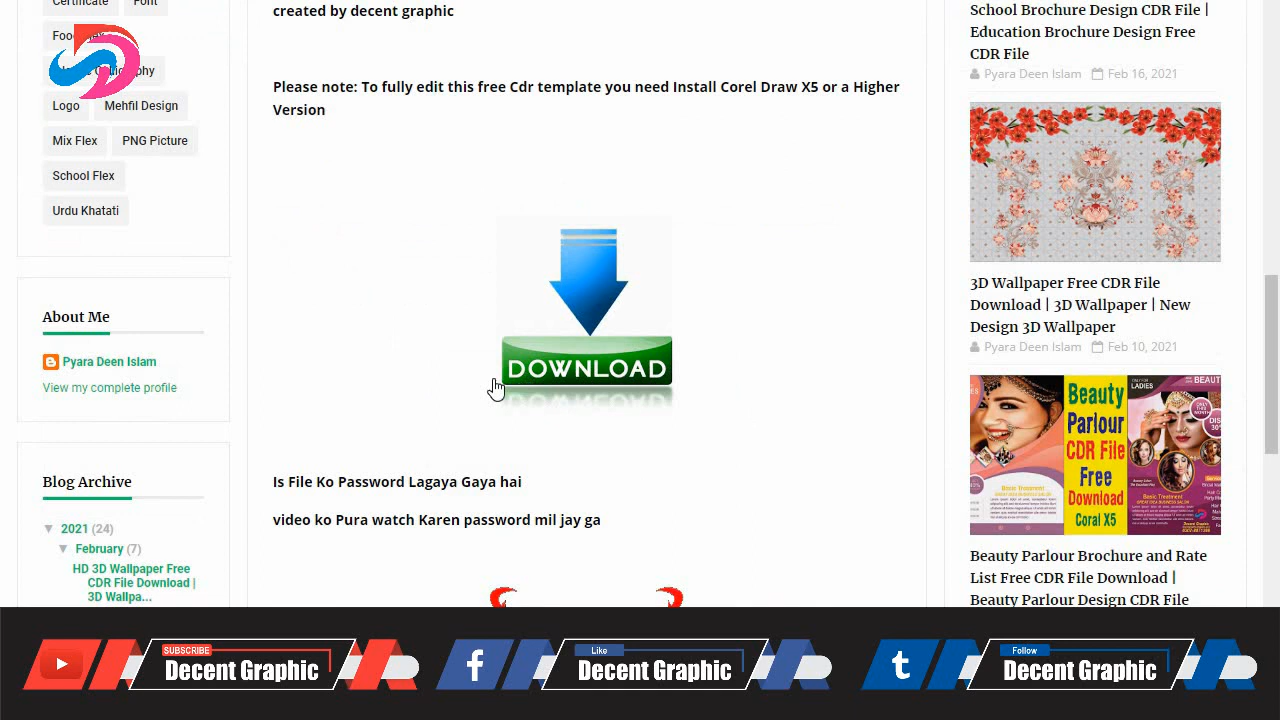 Certificate
Font
Mehfil Design
Logo
Mix Flex
PNG Picture
School Flex
Urdu Khatati
About Me
Pyara Deen Islam
View my complete profile
Blog Archive
2021 (24)
February (7)
HD 3D Wallpaper Free
CDR File Download |
3D Wallpa...
created by decent graphic
Please note: To fully edit this free Cdr template you need Install Corel Draw X5 or a Higher
Version
DOWNLOAD
Is File Ko Password Lagaya Gaya hai
video ko Pura watch Karna password mil jay ga
School Brochure Design CDR File |
Education Brochure Design Free
CDR File
Pyara Deen Islam Feb 16, 2021
3D Wallpaper Free CDR File
Download | 3D Wallpaper | New
Design 3D Wallpaper
Pyara Deen Islam Feb 10, 2021
LADIES
BEAUT
Beauty
Parlour
CDR File
Free
Download
Coral X5
Basic Treatment
Basic Treatment
Beauty Parlour Brochure and Rate
List Free CDR File Download |
Beauty Parlour Design CDR File
SUBSCRIBE
Decent Graphic
Like
Decent Graphic
Follow
Decent Graphic